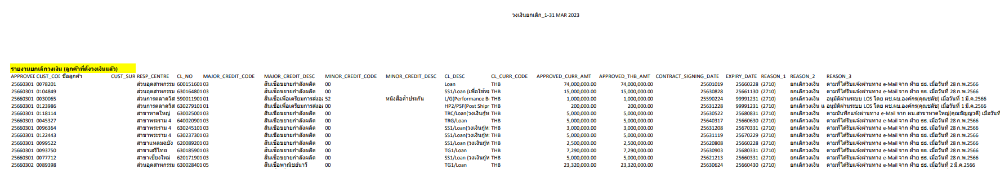 วงเงินยกเลิก_1-31 MAR 2023
รายงานยกเลิกวงเงิน (ลูกค้าที่ตั้งวงเงินแล้ว)
APPROVED CUST_COD ชื่อลูกค้า CUST_SUR RESP_CENTRE CL_NO MAJOR_CREDIT_CODE MAJOR_CREDIT_DESC MINOR_CREDIT_CODE MINOR_CREDIT_DESC CL_DESC CL_CURR_CODE APPROVED_CURR_AMT APPROVED_THB_AMT CONTRACT_SIGNING_DATE EXPIRY_DATE REASON_1 REASON_2 REASON_3
25660301 0078201 ส่วนอุตสาหกรรม 600151601 03 สินเชื่อขยายกำลังผลิต 00 Loan THB 74,000,000.00 74,000,000.00 25601019 25660228 (2710) ยกเลิกวงเงิน ตามที่ได้รับแจ้งผ่านทาง e-Mail จาก ฝ่าย ธธ. เมื่อวันที่ 28 ก.พ.2566
25660301 0104849 ส่วนอุตสาหกรรม 630164801 03 สินเชื่อขยายกำลังผลิต 00 SS1/Loan (เพื่อใช้ห THB 15,000,000.00 15,000,000.00 25630828 25661130 (2710) ยกเลิกวงเงิน ตามที่ได้รับแจ้งผ่านทาง e-Mail จาก ฝ่าย ธธ. เมื่อวันที่ 28 ก.พ.2566
25660301 0030065 ส่วนการตลาดวิส 590011901 01 สินเชื่อเพื่อเตรียมการส่งออ 52 หนังสือค้ำประกัน L/G(Performance B THB 1,000,000.00 1,000,000.00 25590224 99991231 (2710) ยกเลิกวงเงิน อนุมัติผ่านระบบ LOS โดย ผช.ผบ.องค์กร(คุณชลัช) เมื่อวันที่ 1 มี.ค.2566
25660301 0123986 ส่วนการตลาดวิส 630279101 01 สินเชื่อเพื่อเตรียมการส่งออ 00 HP2/PSF(Post Shipr THB 200,000.00 200,000.00 25631228 99991231 (2710) ยกเลิกวงเงิน แ อนุมัติผ่านระบบ LOS โดย ผช.ผบ.องค์กร(คุณชลัช) เมื่อวันที่ 1 มี.ค.2566
25660301 0118114 สาขาหาดใหญ่ 630025001 03 สินเชื่อขยายกำลังผลิต 00 TRC/Loan(วงเงินกู้ห THB 5,000,000.00 5,000,000.00 25630522 25680831 (2710) ยกเลิกวงเงิน ตามบันทึกแจ้งผ่านทาง e-Mail จาก ผบ.สาขาหาดใหญ่(คุณชัญญวดี) เมื่อวันท
25660301 0045327 สาขาพระราม 4 640020901 03 สินเชื่อขยายกำลังผลิต 00 TRG/Loan THB 5,000,000.00 5,000,000.00 25640317 25660630 (2710) ยกเลิกวงเงิน ตามที่ได้รับแจ้งผ่านทาง e-Mail จาก ฝ่าย ธธ. เมื่อวันที่ 28 ก.พ.2566
25660301 0096364 สาขาพระราม 4 630245101 03 สินเชื่อขยายกำลังผลิต 00 SS1/Loan(วงเงินกู้ห THB 3,000,000.00 3,000,000.00 25631208 25670331 (2710) ยกเลิกวงเงิน ตามที่ได้รับแจ้งผ่านทาง e-Mail จาก ฝ่าย ธธ. เมื่อวันที่ 28 ก.พ.2566
25660301 0122443 สาขาพระราม 4 630237301 03 สินเชื่อขยายกำลังผลิต 00 SS1/Loan(วงเงินกู้ห THB 5,000,000.00 5,000,000.00 25631119 25670229 (2710) ยกเลิกวงเงิน ตามที่ได้รับแจ้งผ่านทาง e-Mail จาก ฝ่าย ธธ. เมื่อวันที่ 28 ก.พ.2566
25660301 0099522 สาขาแหลมฉบัง 620089201 03 สินเชื่อขยายกำลังผลิต 00 SS1/Loan (วงเงินกู้ห THB 2,500,000.00 2,500,000.00 25620808 25660228 (2710) ยกเลิกวงเงิน ตามที่ได้รับแจ้งผ่านทาง e-Mail จาก ฝ่าย ธธ. เมื่อวันที่ 28 ก.พ.2566
25660301 0093750 สาขาเสรีไทย 630185901 03 สินเชื่อขยายกำลังผลิต 00 TG1/Loan THB 7,290,000.00 7,290,000.00 25630903 25680331 (2710) ยกเลิกวงเงิน ตามที่ได้รับแจ้งผ่านทาง e-Mail จาก ฝ่าย ธธ. เมื่อวันที่ 28 ก.พ.2566
25660301 0077712 สาขาเชียงใหม่ 620171901 03 สินเชื่อขยายกำลังผลิต 00 SS1/Loan (วงเงินกู้ห THB 5,000,000.00 5,000,000.00 25621213 25660331 (2710) ยกเลิกวงเงิน ตามที่ได้รับแจ้งผ่านทาง e-Mail จาก ฝ่าย ธธ. เมื่อวันที่ 28 ก.พ.2566
25660302 0089398 ส่วนอุตสาหกรรม 630028401 05 สินเชื่อพาณิชย์นาวี 00 TG1/Loan THB 23,320,000.00 23,320,000.00 25630624 25660430 (2710) ยกเลิกวงเงิน ตามที่ได้รับแจ้งผ่านทาง e-Mail จาก ฝ่าย ธธ. เมื่อวันที่ 2 มี.ค.2566